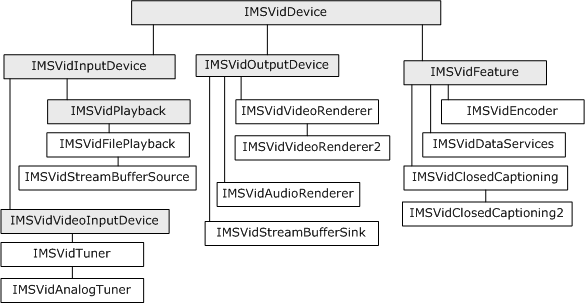 IMSVidDevice
IMSVidInputDevice
IMSVidOutputDevice
IMSVidFeature
IMSVidPlayback
IMSVidFilePlayback
IMSVidStreamBufferSource
IMSVidVideoInputDevice
IMSVidTuner
IMSVidAnalogTuner
IMSVidVideoRenderer
IMSVidVideoRenderer2
IMSVidAudioRenderer
IMSVidStreamBufferSink
IMSVidEncoder
IMSVidDataServices
IMSVidClosedCaptioning
IMSVidClosedCaptioning2